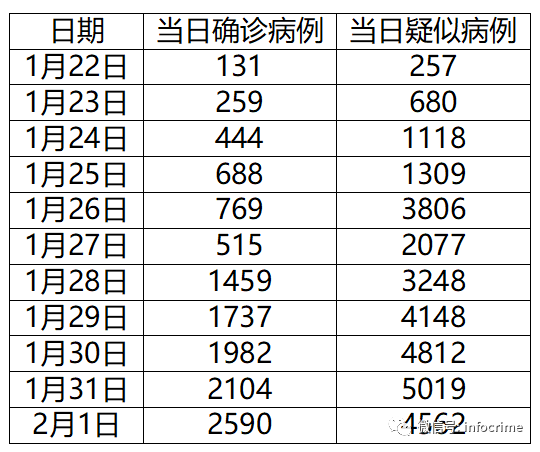 日期 当日确诊病例 当日疑似病例
1月22日 131 257
1月23日 259 680
1月24日 444 1118
1月25日 688 1309
1月26日 769 3806
1月27日 515 2077
1月28日 1459 3248
1月29日 1737 4148
1月30日 1982 4812
1月31日 2104 5019
2月1日 2590 4562
微信号: infocrime